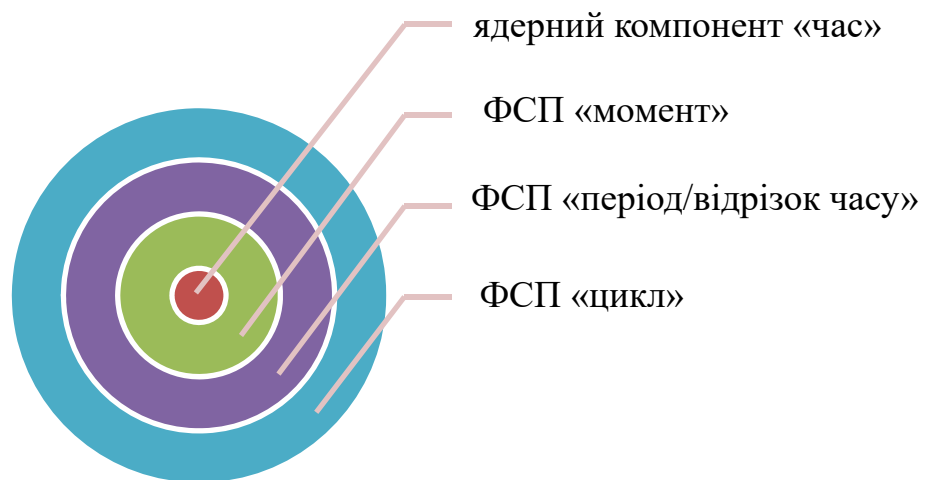 ядерний компонент «час»
ФСП «момент»
ФСП «період/відрізок часу»
ФСП «цикл»